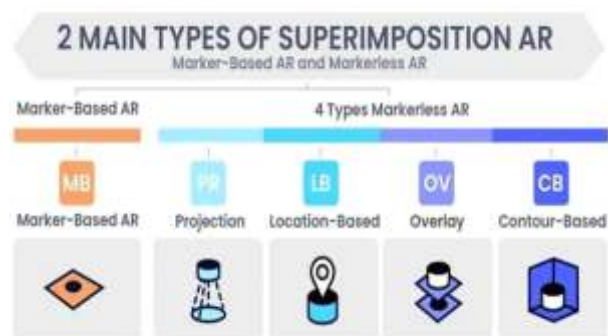 2 MAIN TYPES OF SUPERIMPOSITION AR
Marker-Based AR and Markerless AR
Marker-Based AR
4 Types Markerless AR
MB
PR
LB
OV
CB
Marker-Based AR
Projection
Location-Based
Overlay
Contour-Based